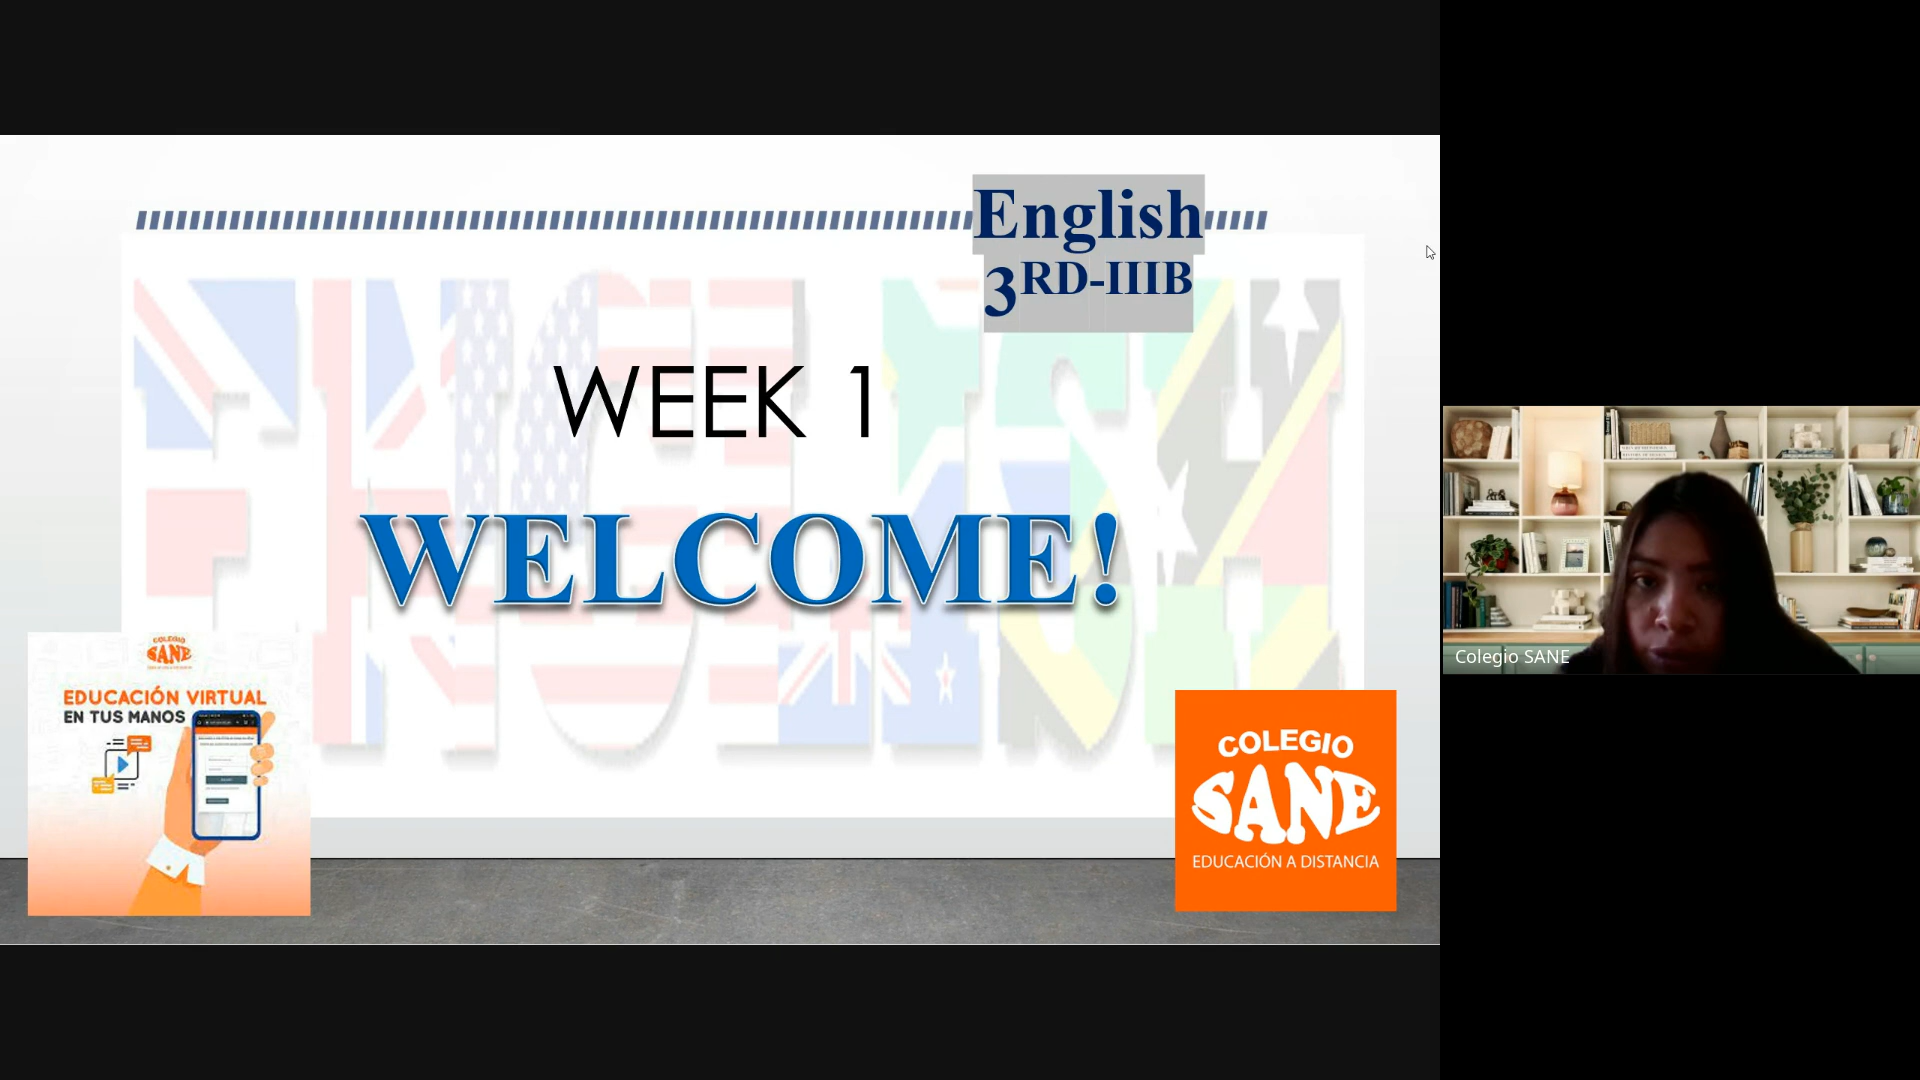 English
3RD-IIIB
WEEK 1
WELCOME!
COLEGIO
SANE
EDUCACIÓN VIRTUAL
EN TUS MANOS
COLEGIO
SANE
EDUCACIÓN A DISTANCIA
Colegio SANE